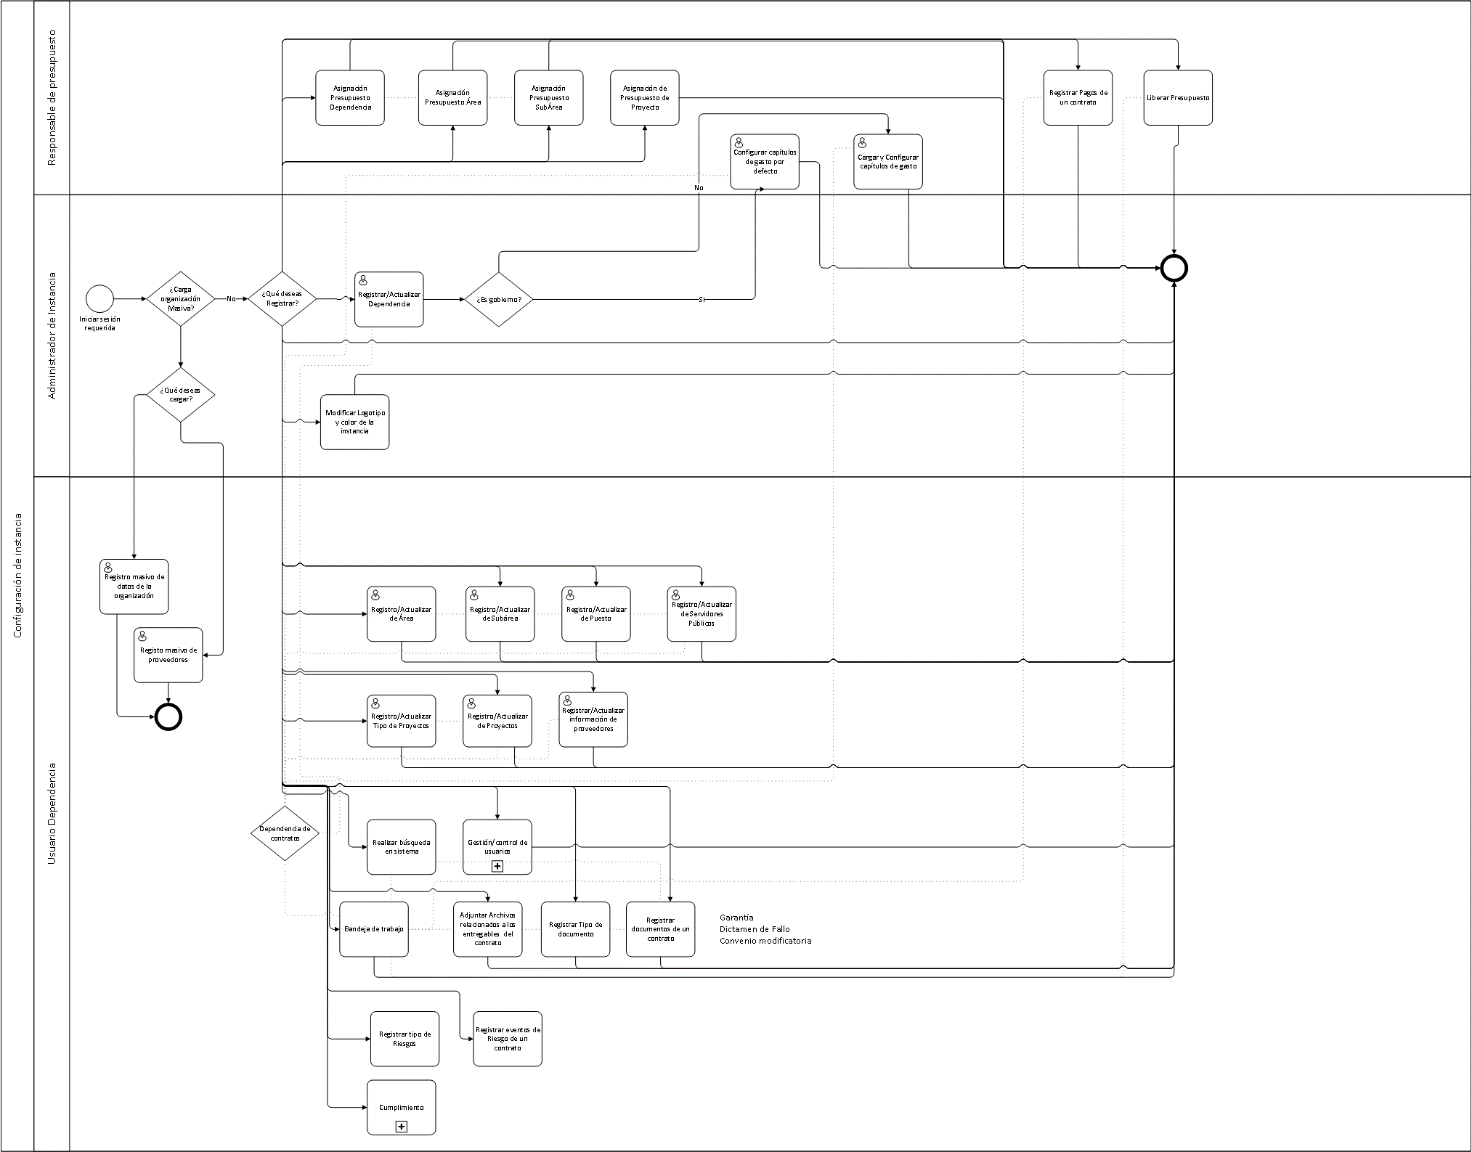 Configuración de instancia
Responsable de presupuesto
Asignación
Presupuesto
Dependencia
Asignación
Presupuesto Área
Asignación
Presupuesto
SubÁrea
Asignación de
Presupuesto de
Proyecto
Registrar Pagos de
un contrato
Liberar Presupuesto
Configurar capítulos
de gasto por
defecto
Cargar y Configurar
capítulos de gasto
No
Administrador de Instancia
Iniciar sesión
requerida
¿Carga
organización
Masiva?
No
¿Qué deseas
Registrar?
Registrar/Actualizar
Dependencia
¿Es gobierno?
Si
¿Qué deseas
cargar?
Modificar Logotipo
y color de la
instancia
Usuario Dependencia
Registro masivo de
datos de la
organización
Registo masivo de
proveedores
Registro/Actualizar
de Área
Registro/Actualizar
de Subárea
Registro/Actualizar
de Puesto
Registro/Actualizar
de Servidores
Públicos
Registro/Actualizar
Tipo de Proyectos
Registro/Actualizar
de Proyectos
Registrar/Actualizar
información de
proveedores
Dependencia de
contratos
Realizar búsqueda
en sistema
Gestión/control de
usuarios
Bandeja de trabajo
Adjuntar Archivos
relacionados a los
entregables del
contrato
Registrar Tipo de
documento
Registrar
documentos de un
contrato
Garantía
Dictamen de Fallo
Convenio modificatoria
Registrar tipo de
Riesgos
Registrar eventos de
Riesgo de un
contrato
Cumplimiento